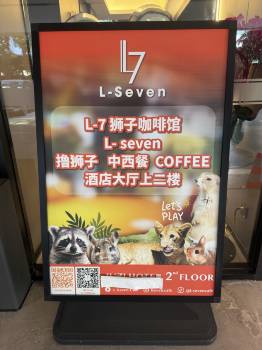 L7
L-Seven
L-7 狮子咖啡馆
L- seven
撸狮子 中西餐 COFFEE
酒店大厅上二楼
Let's
PLAY
2ND FLOOR